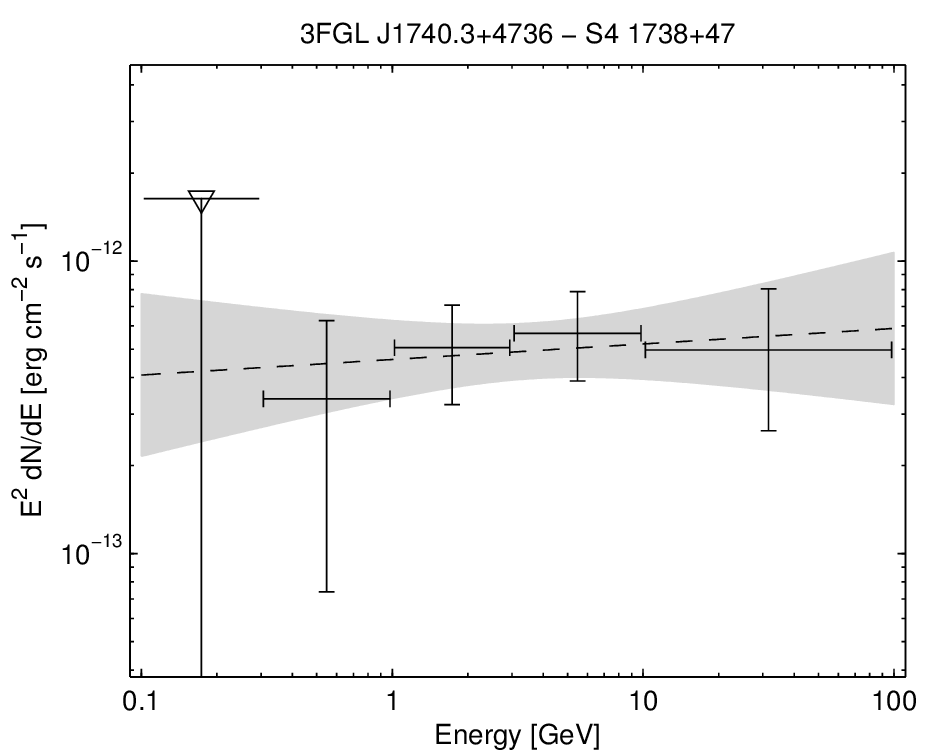 3FGL J1740.3+4736 − S4 1738+47
E² dN/dE [erg cm⁻² s⁻¹]
10⁻¹²
10⁻¹³
0.1 1 10 100
Energy [GeV]